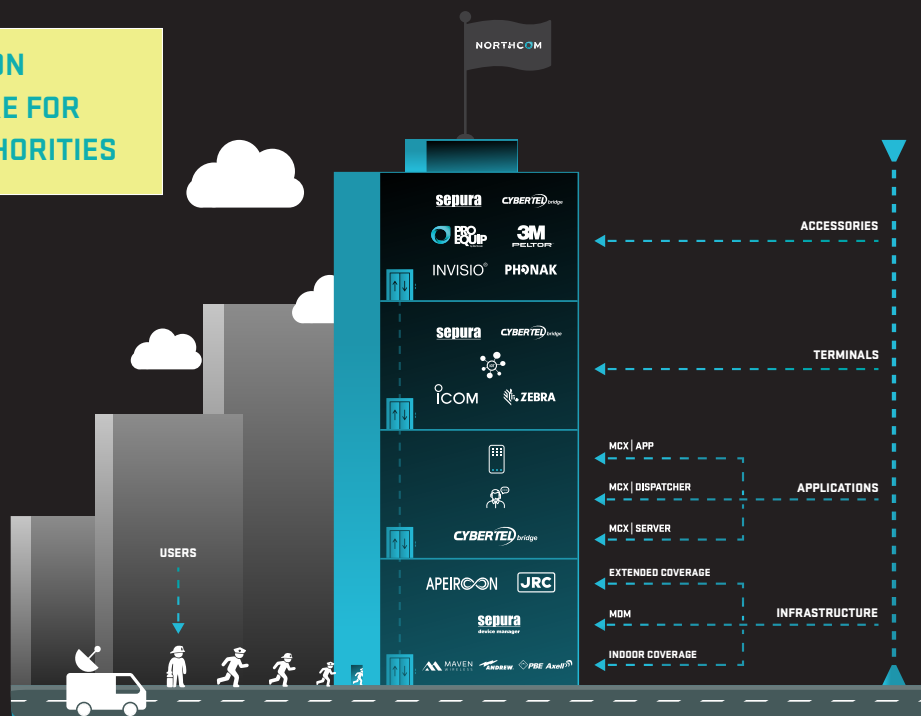 NORTHCOM
ON
E FOR
HORITIES
sepura CYBERTEL bridge
PRO EQUIP 3M PELTOR
INVISIO® PHONAK
ACCESSORIES
sepura CYBERTEL bridge
ICOM ZEBRA
TERMINALS
MCX|APP
MCX|DISPATCHER
APPLICATIONS
CYBERTEL bridge
MCX|SERVER
USERS
EXTENDED COVERAGE
APEIROON JRC
MDM
INFRASTRUCTURE
sepura
device manager
INDOOR COVERAGE
MAVEN WIRELESS ANDREW PBE Axell